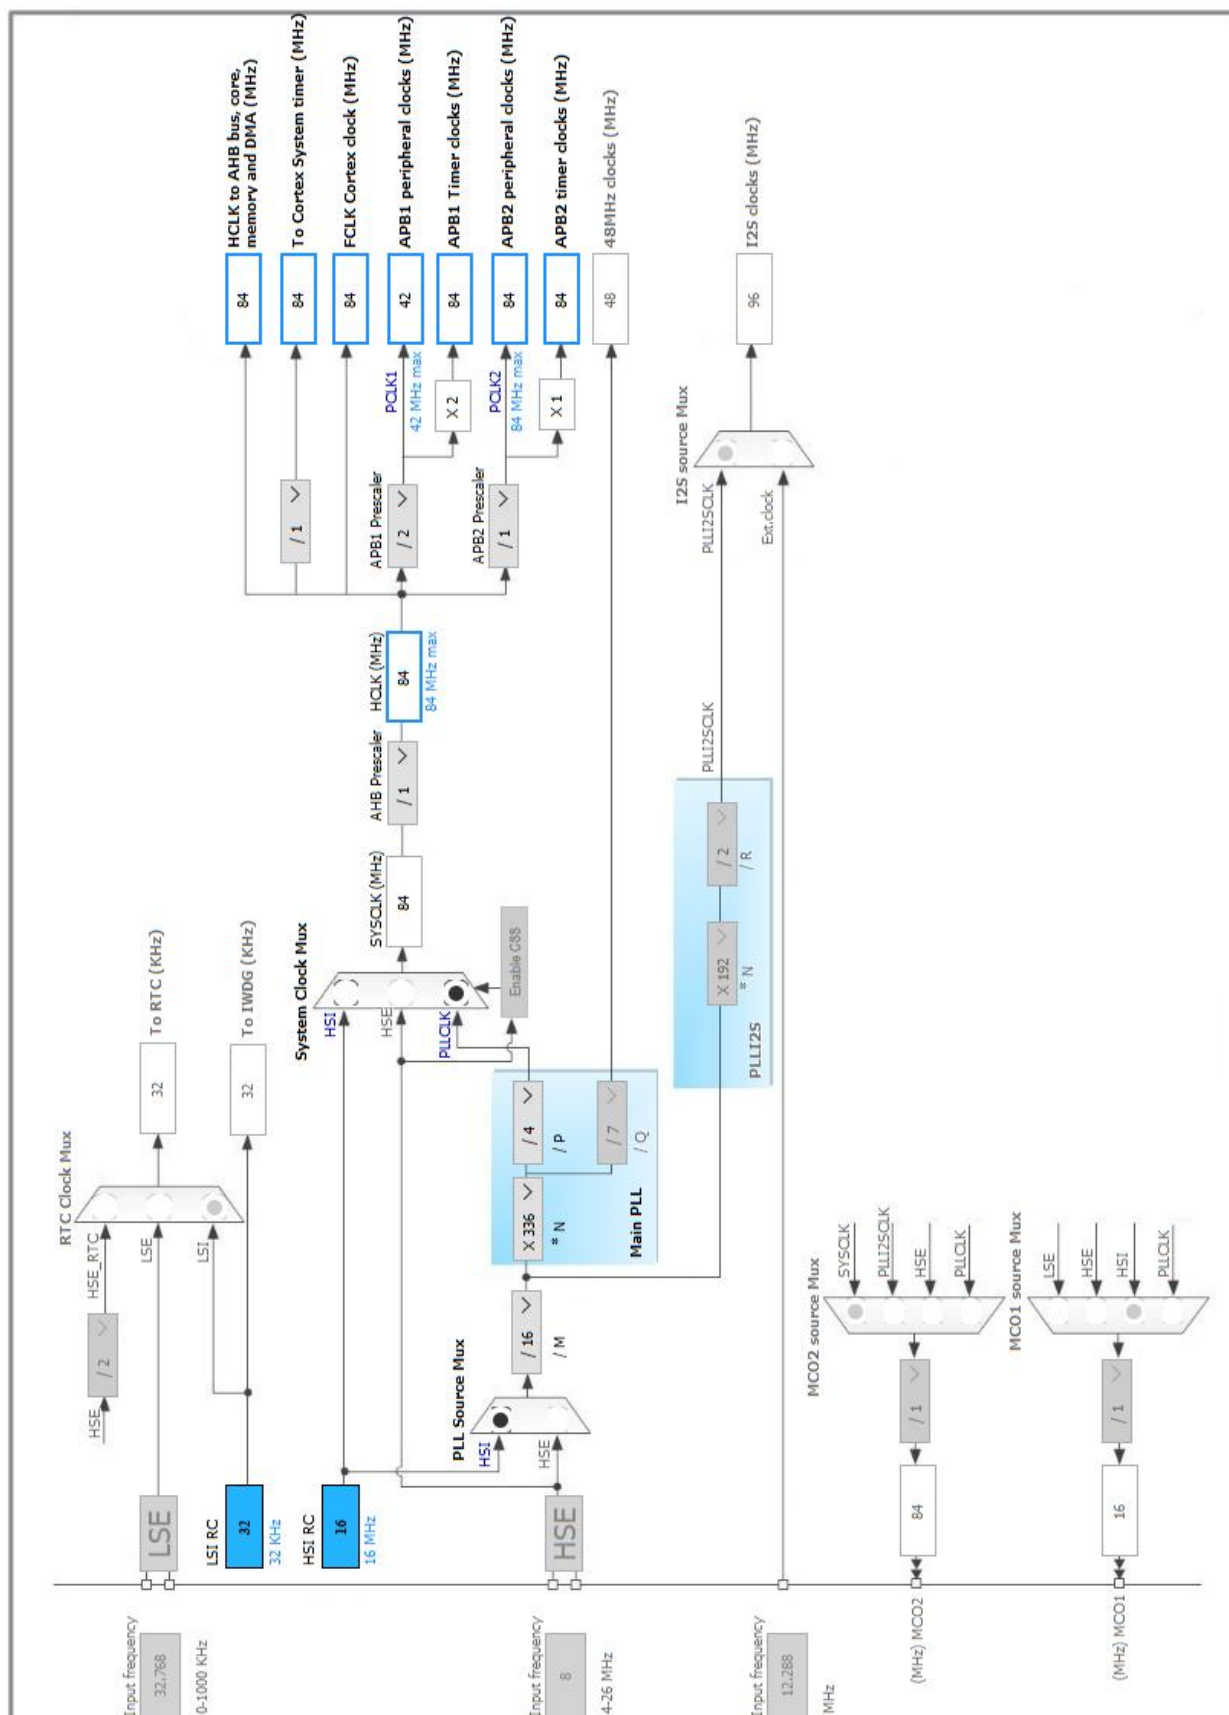 Input frequency
32.768
0-1000 KHz
LSE
HSE
/ 2
HSE_RTC
LSE
LSI
RTC Clock Mux
32
To RTC (KHz)
LSI RC
32
32 KHz
32
To IWDG (KHz)
HSI RC
16
16 MHz
Input frequency
8
4-26 MHz
HSE
PLL Source Mux
HSI
HSE
/ 16
/ M
X 336
* N
/ 4
/ P
/ 7
/ Q
Main PLL
System Clock Mux
HSI
HSE
PLLCLK
Enable CSS
SYSCLK (MHz)
84
AHB Prescaler
/ 1
HCLK (MHz)
84
84 MHz max
/ 1
APB1 Prescaler
/ 2
PCLK1
42 MHz max
X 2
APB2 Prescaler
/ 1
PCLK2
84 MHz max
X 1
84
HCLK to AHB bus, core,
memory and DMA (MHz)
84
To Cortex System timer (MHz)
84
FCLK Cortex clock (MHz)
42
APB1 peripheral clocks (MHz)
84
APB1 Timer clocks (MHz)
84
APB2 peripheral clocks (MHz)
84
APB2 timer clocks (MHz)
48
48MHz clocks (MHz)
X 192
* N
/ 2
/ R
PLLI2S
PLLI2SCLK
PLLI2SCLK
Ext.clock
I2S source Mux
96
I2S clocks (MHz)
Input frequency
12.288
MHz
MCO2 source Mux
SYSCLK
PLLI2SCLK
HSE
PLLCLK
/ 1
84
(MHz) MCO2
MCO1 source Mux
LSE
HSE
HSI
PLLCLK
/ 1
16
(MHz) MCO1